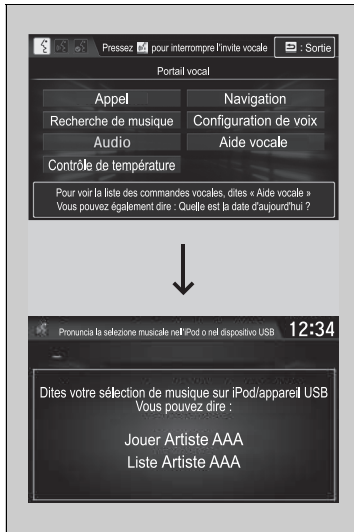 Pressez pour interrompre l'invite vocale
: Sortie
Portail vocal
Appel
Navigation
Recherche de musique
Configuration de voix
Audio
Aide vocale
Contrôle de température
Pour voir la liste des commandes vocales, dites « Aide vocale »
Vous pouvez également dire : Quelle est la date d'aujourd'hui ?
Pronuncia la selezione musicale nell'iPod o nel dispositivo USB
12:34
Dites votre sélection de musique sur iPod/appareil USB
Vous pouvez dire :
Jouer Artiste AAA
Liste Artiste AAA